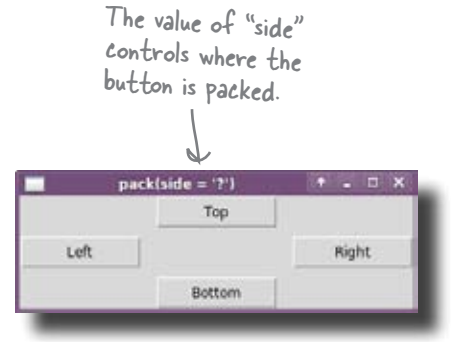 The value of “side”
controls where the
button is packed.
pack(side = '?')
Top
Left
Right
Bottom